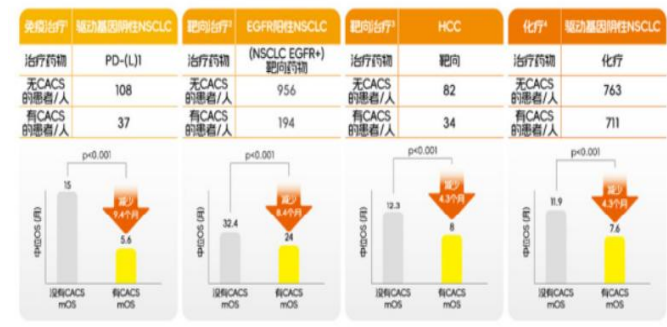 免疫治疗¹ 驱动基因阴性NSCLC
治疗药物 PD-(L)1
无CACS的患者/人 108
有CACS的患者/人 37
p<0.001
中位OS (月)
15
减少
9.4个月
5.6
没有CACS mOS
有CACS mOS
靶向治疗² EGFR阳性NSCLC
治疗药物 (NSCLC EGFR+)
靶向药物
无CACS的患者/人 956
有CACS的患者/人 194
p<0.001
中位OS (月)
32.4
减少
8.4个月
24
没有CACS mOS
有CACS mOS
靶向治疗³ HCC
治疗药物 靶向
无CACS的患者/人 82
有CACS的患者/人 34
p<0.001
中位OS (月)
12.3
减少
4.3个月
8
没有CACS mOS
有CACS mOS
化疗⁴ 驱动基因阴性NSCLC
治疗药物 化疗
无CACS的患者/人 763
有CACS的患者/人 711
p<0.001
中位OS (月)
11.9
减少
4.3个月
7.6
没有CACS mOS
有CACS mOS